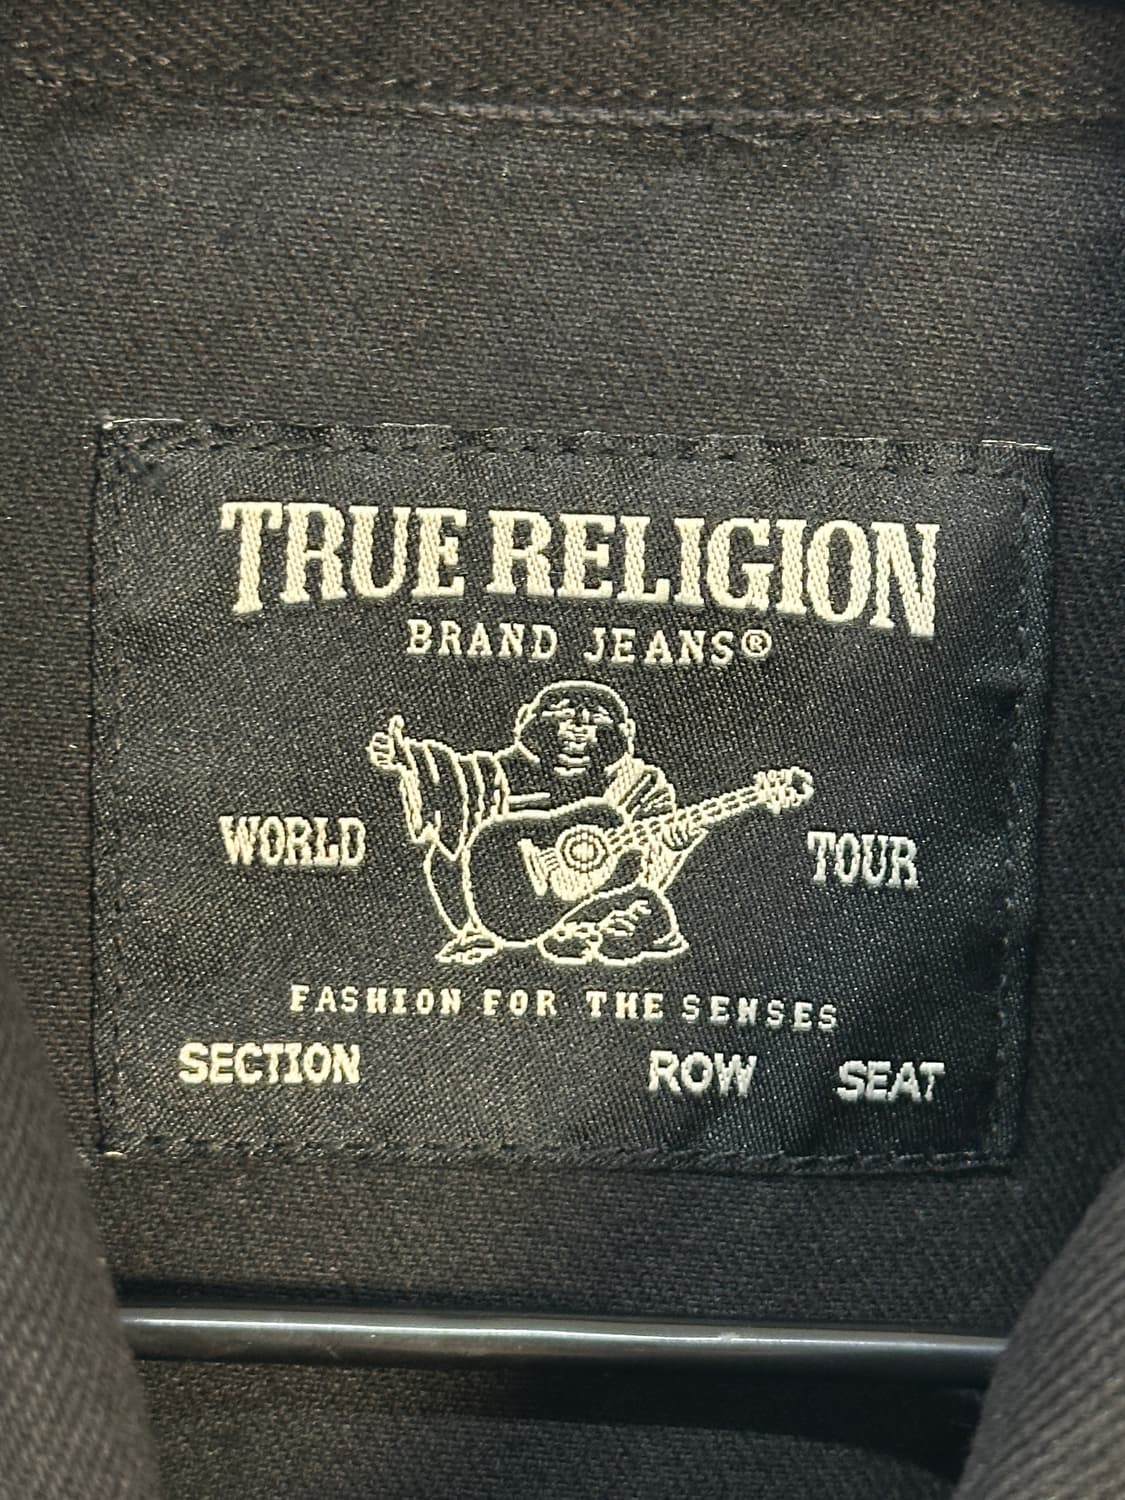 TRUE RELIGION
BRAND JEANS®
WORLD TOUR
FASHION FOR THE SENSES
SECTION ROW SEAT